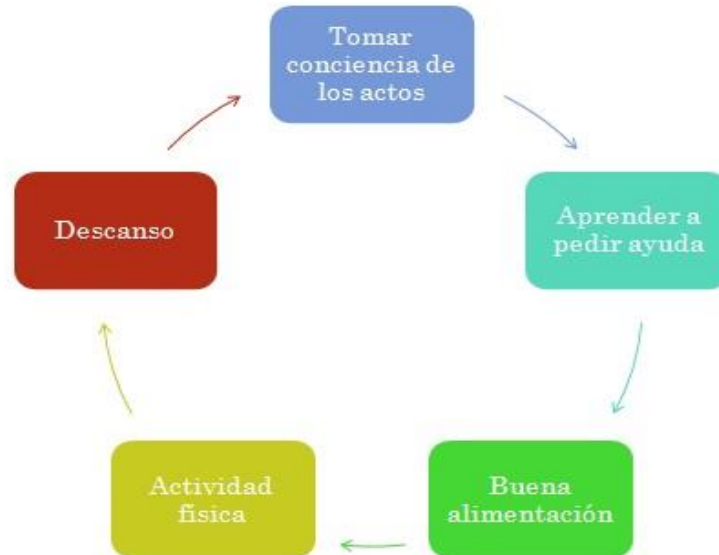 Tomar
conciencia de
los actos
Aprender a
pedir ayuda
Buena
alimentación
Actividad
física
Descanso